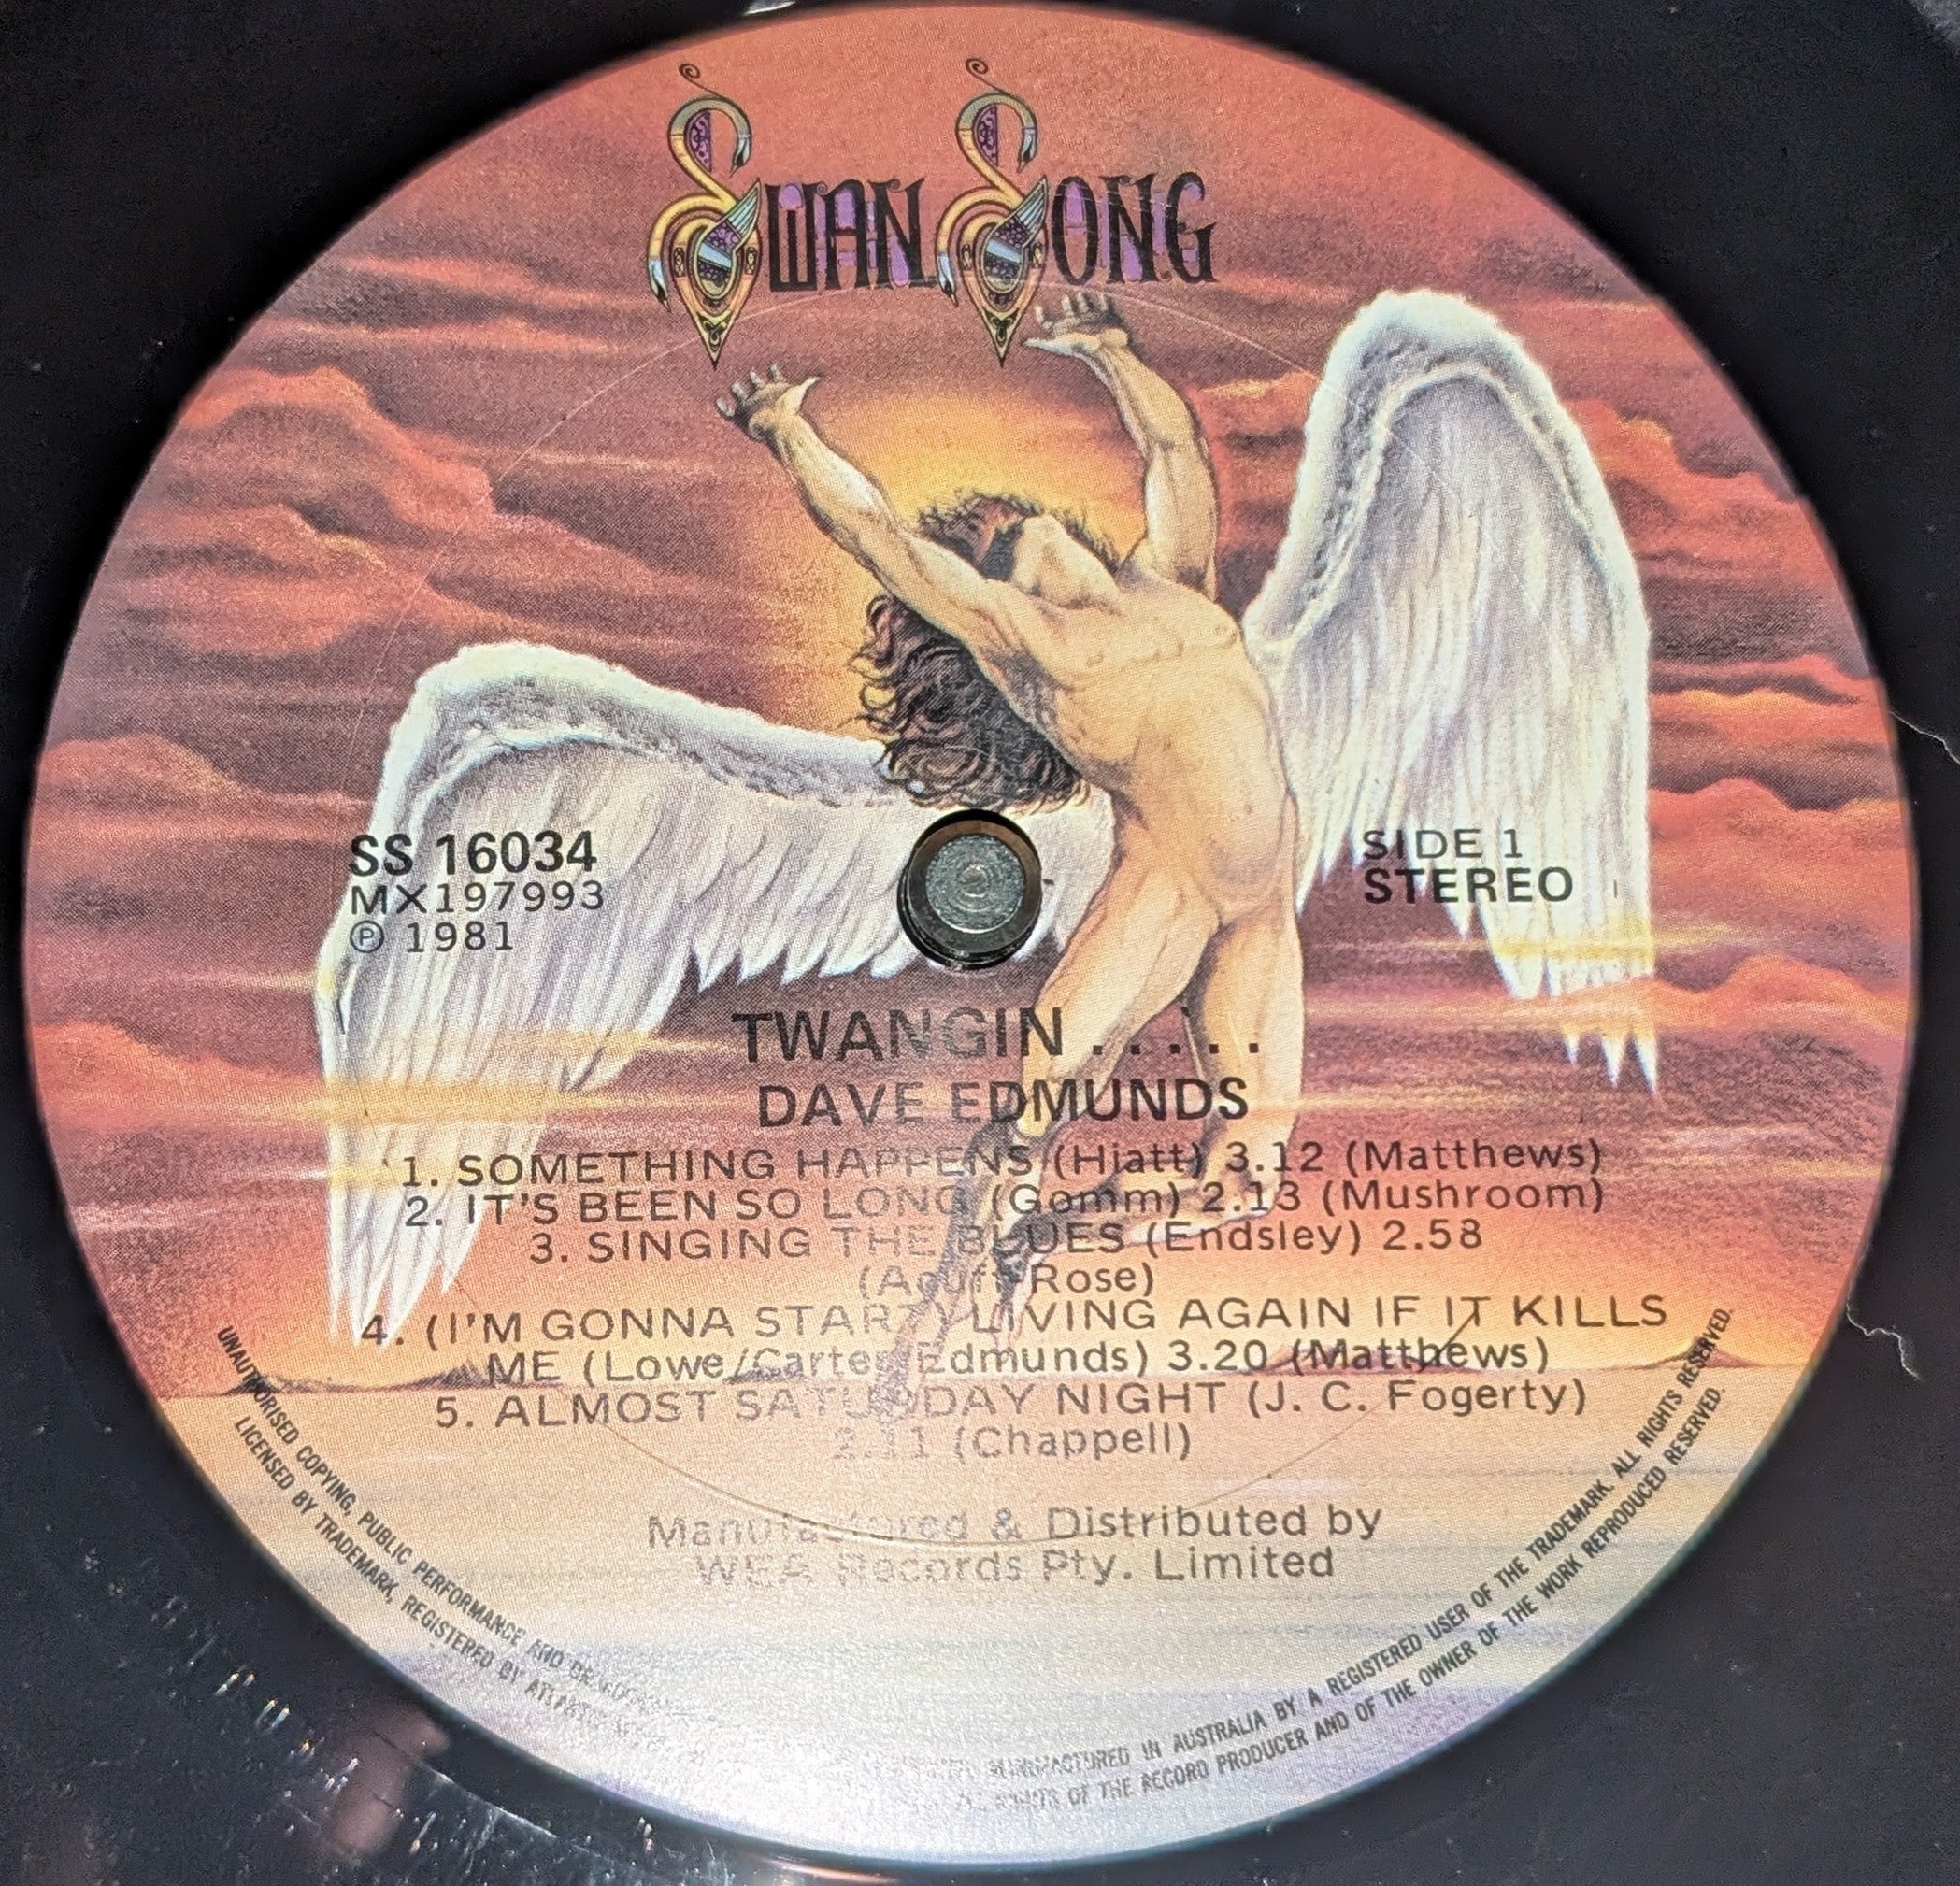 SWAN SONG
SS 16034
MX197993
Ⓟ 1981
SIDE 1
STEREO
TWANGIN.....
DAVE EDMUNDS
1. SOMETHING HAPPENS (Hiatt) 3.12 (Matthews)
2. IT'S BEEN SO LONG (Gomm) 2.13 (Mushroom)
3. SINGING THE BLUES (Endsley) 2.58
(Acuff Rose)
4. (I'M GONNA START) LIVING AGAIN IF IT KILLS
ME (Lowe/Carter/Edmunds) 3.20 (Matthews)
5. ALMOST SATURDAY NIGHT (J. C. Fogerty)
2.11 (Chappell)
Manufactured & Distributed by
WEA Records Pty. Limited
UNAUTHORISED COPYING, PUBLIC PERFORMANCE AND MANUFACTURED IN AUSTRALIA BY A REGISTERED USER OF THE TRADEMARK. ALL RIGHTS RESERVED.
LICENSED BY TRADEMARK, REGISTERED BY ATLANTIC ALL RIGHTS OF THE RECORD PRODUCER AND OF THE OWNER OF THE WORK REPRODUCED RESERVED.